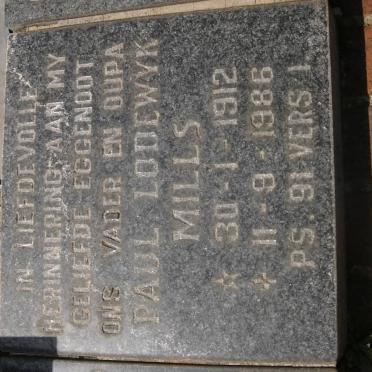 IN LIEFDEVOLLE
HERINNERING AAN MY
GELIEFDE EGGENOOT
ONS VADER EN OUPA
PAUL LODEWYK
MILLS
☆ 30-1-1912
✝ 11-9-1986
PS. 91 VERS 1.